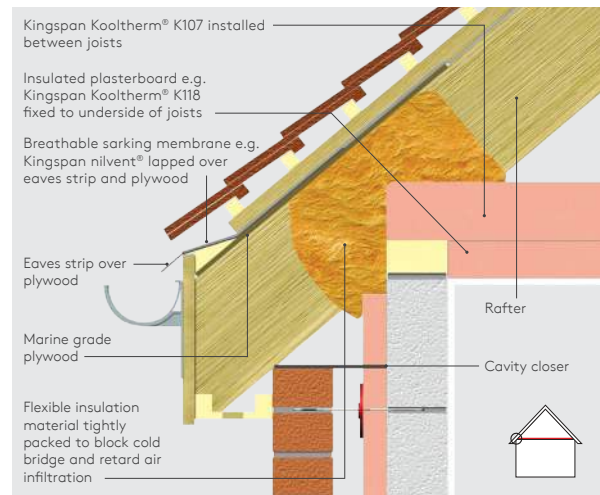 Kingspan Kooltherm® K107 installed
between joists
Insulated plasterboard e.g.
Kingspan Kooltherm® K118
fixed to underside of joists
Breathable sarking membrane e.g.
Kingspan nilvent® lapped over
eaves strip and plywood
Eaves strip over
plywood
Marine grade
plywood
Flexible insulation
material tightly
packed to block cold
bridge and retard air
infiltration
Rafter
Cavity closer